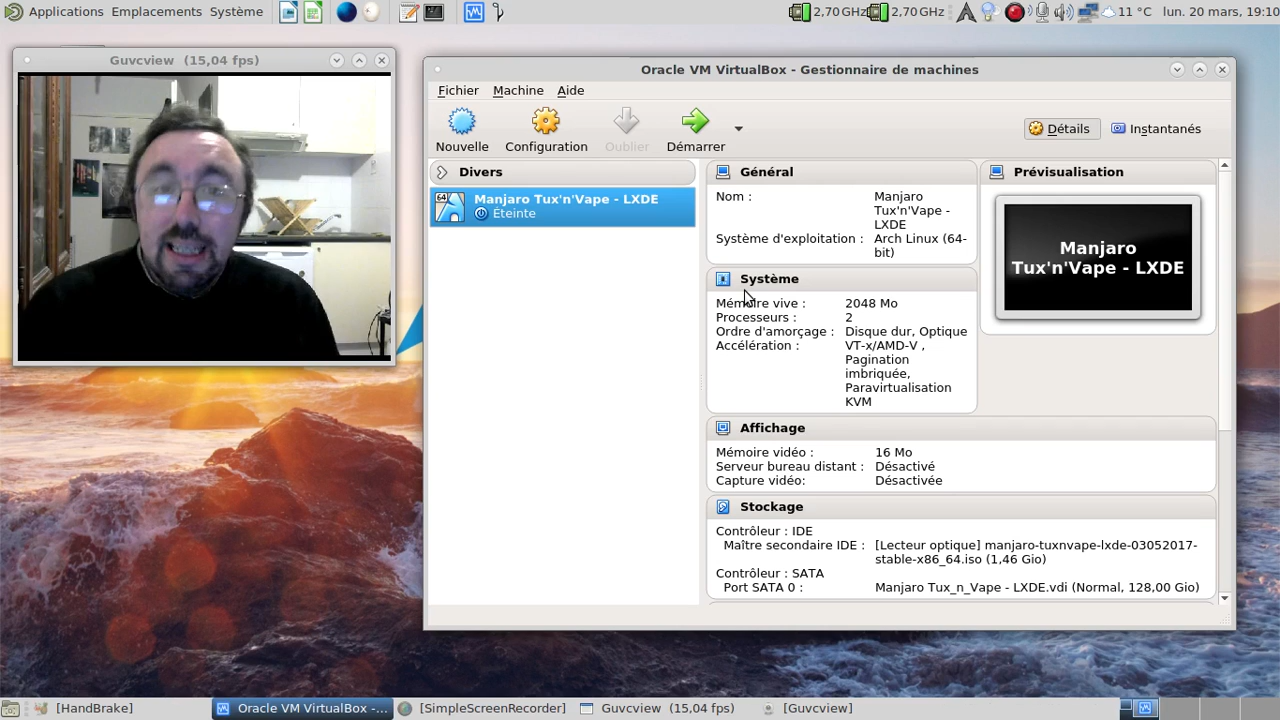 Applications Emplacements Système
2,70 GHz 2,70 GHz 11 °C lun. 20 mars, 19:10
Guvcview (15,04 fps)
Oracle VM VirtualBox - Gestionnaire de machines
Fichier Machine Aide
Nouvelle Configuration Oublier Démarrer
Détails Instantanés
Divers
64
Manjaro Tux'n'Vape - LXDE
Éteinte
Général
Nom : Manjaro
Tux'n'Vape -
LXDE
Système d'exploitation : Arch Linux (64-
bit)
Prévisualisation
Manjaro
Tux'n'Vape - LXDE
Système
Mémoire vive : 2048 Mo
Processeurs : 2
Ordre d'amorçage : Disque dur, Optique
Accélération : VT-x/AMD-V ,
Pagination
imbriquée,
Paravirtualisation
KVM
Affichage
Mémoire vidéo : 16 Mo
Serveur bureau distant : Désactivé
Capture vidéo: Désactivée
Stockage
Contrôleur : IDE
Maître secondaire IDE : [Lecteur optique] manjaro-tuxnvape-lxde-03052017-
stable-x86_64.iso (1,46 Gio)
Contrôleur : SATA
Port SATA 0 : Manjaro Tux_n_Vape - LXDE.vdi (Normal, 128,00 Gio)
[HandBrake] Oracle VM VirtualBox -... [SimpleScreenRecorder] Guvcview (15,04 fps) [Guvcview]